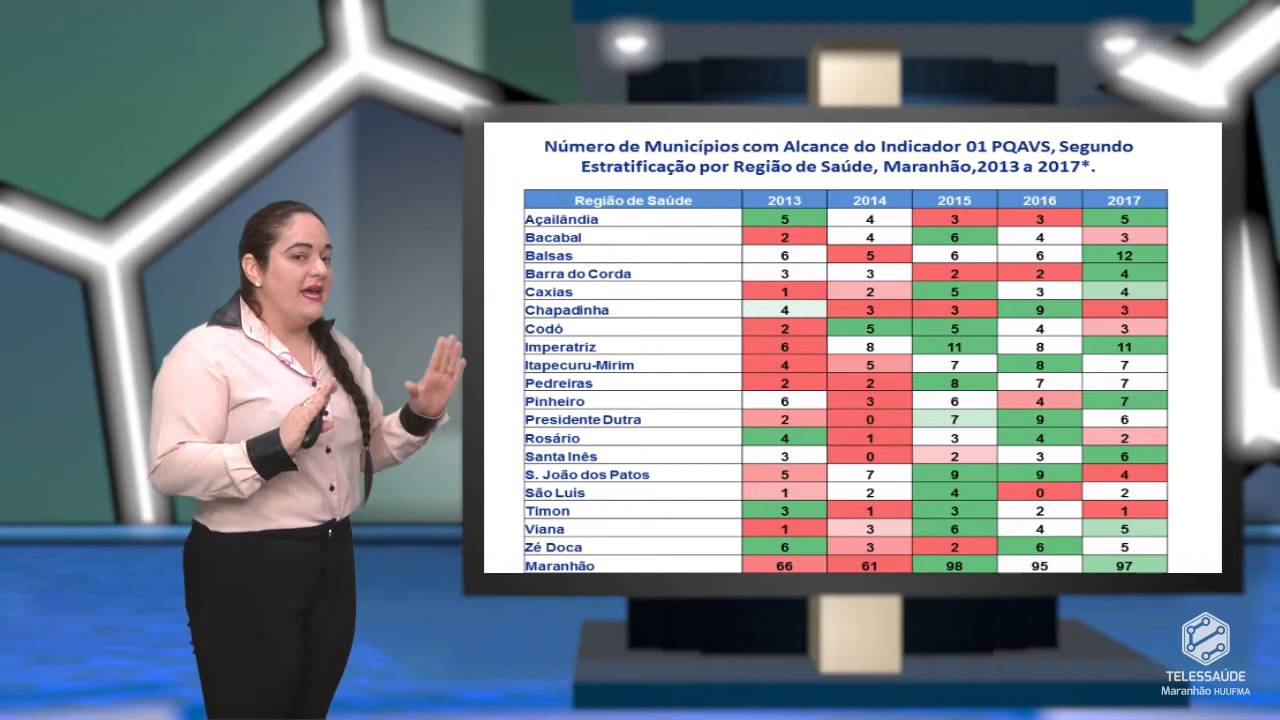 Número de Municípios com Alcance do Indicador 01 PQAVS, Segundo
Estratificação por Região de Saúde, Maranhão,2013 a 2017*.
Região de Saúde 2013 2014 2015 2016 2017
Açailândia 5 4 3 3 5
Bacabal 2 4 6 4 3
Balsas 6 5 6 6 12
Barra do Corda 3 3 2 2 4
Caxias 1 2 5 3 4
Chapadinha 4 3 3 9 3
Codó 2 5 5 4 3
Imperatriz 6 8 11 8 11
Itapecuru-Mirim 4 5 7 8 7
Pedreiras 2 2 8 7 7
Pinheiro 6 3 6 4 7
Presidente Dutra 2 0 7 9 6
Rosário 4 1 3 4 2
Santa Inês 3 0 2 3 6
S. João dos Patos 5 7 9 9 4
São Luís 1 2 4 0 2
Timon 3 1 3 2 1
Viana 1 3 6 4 5
Zé Doca 6 3 2 6 5
Maranhão 66 61 98 95 97
TELESSAÚDE
Maranhão HUUFMA